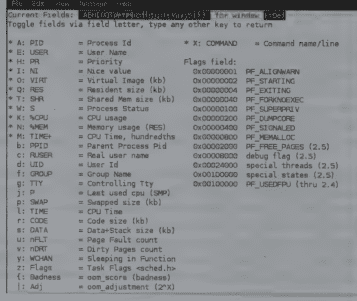 File Edit View Terminal Help
Current Fields: for window 1:Def
Toggle fields via field letter, type any other key to return
* A: PID = Process Id
* E: USER = User Name
* H: PR = Priority
* I: NI = Nice value
* O: VIRT = Virtual Image (kb)
* Q: RES = Resident size (kb)
* T: SHR = Shared Mem size (kb)
* W: S = Process Status
* K: %CPU = CPU usage
* N: %MEM = Memory usage (RES)
* M: TIME+ = CPU Time, hundredths
b: PPID = Parent Process Pid
c: RUSER = Real user name
d: UID = User Id
f: GROUP = Group Name
g: TTY = Controlling Tty
j: P = Last used cpu (SMP)
p: SWAP = Swapped size (kb)
l: TIME = CPU Time
r: CODE = Code size (kb)
s: DATA = Data+Stack size (kb)
u: nFLT = Page Fault count
v: nDRT = Dirty Pages count
y: WCHAN = Sleeping in Function
z: Flags = Task Flags <sched.h>
{: Badness = oom_score (badness)
|: Adj = oom_adjustment (2^X)
* X: COMMAND = Command name/line
Flags field:
0x00000001 PF_ALIGNWARN
0x00000002 PF_STARTING
0x00000004 PF_EXITING
0x00000040 PF_FORKNOEXEC
0x00000100 PF_SUPERPRIV
0x00000200 PF_DUMPCORE
0x00000400 PF_SIGNALED
0x00000800 PF_MEMALLOC
0x00002000 PF_FREE_PAGES (2.5)
0x00008000 debug flag (2.5)
0x00024000 special threads (2.5)
0x001D0000 special states (2.5)
0x00100000 PF_USEDFPU (thru 2.4)